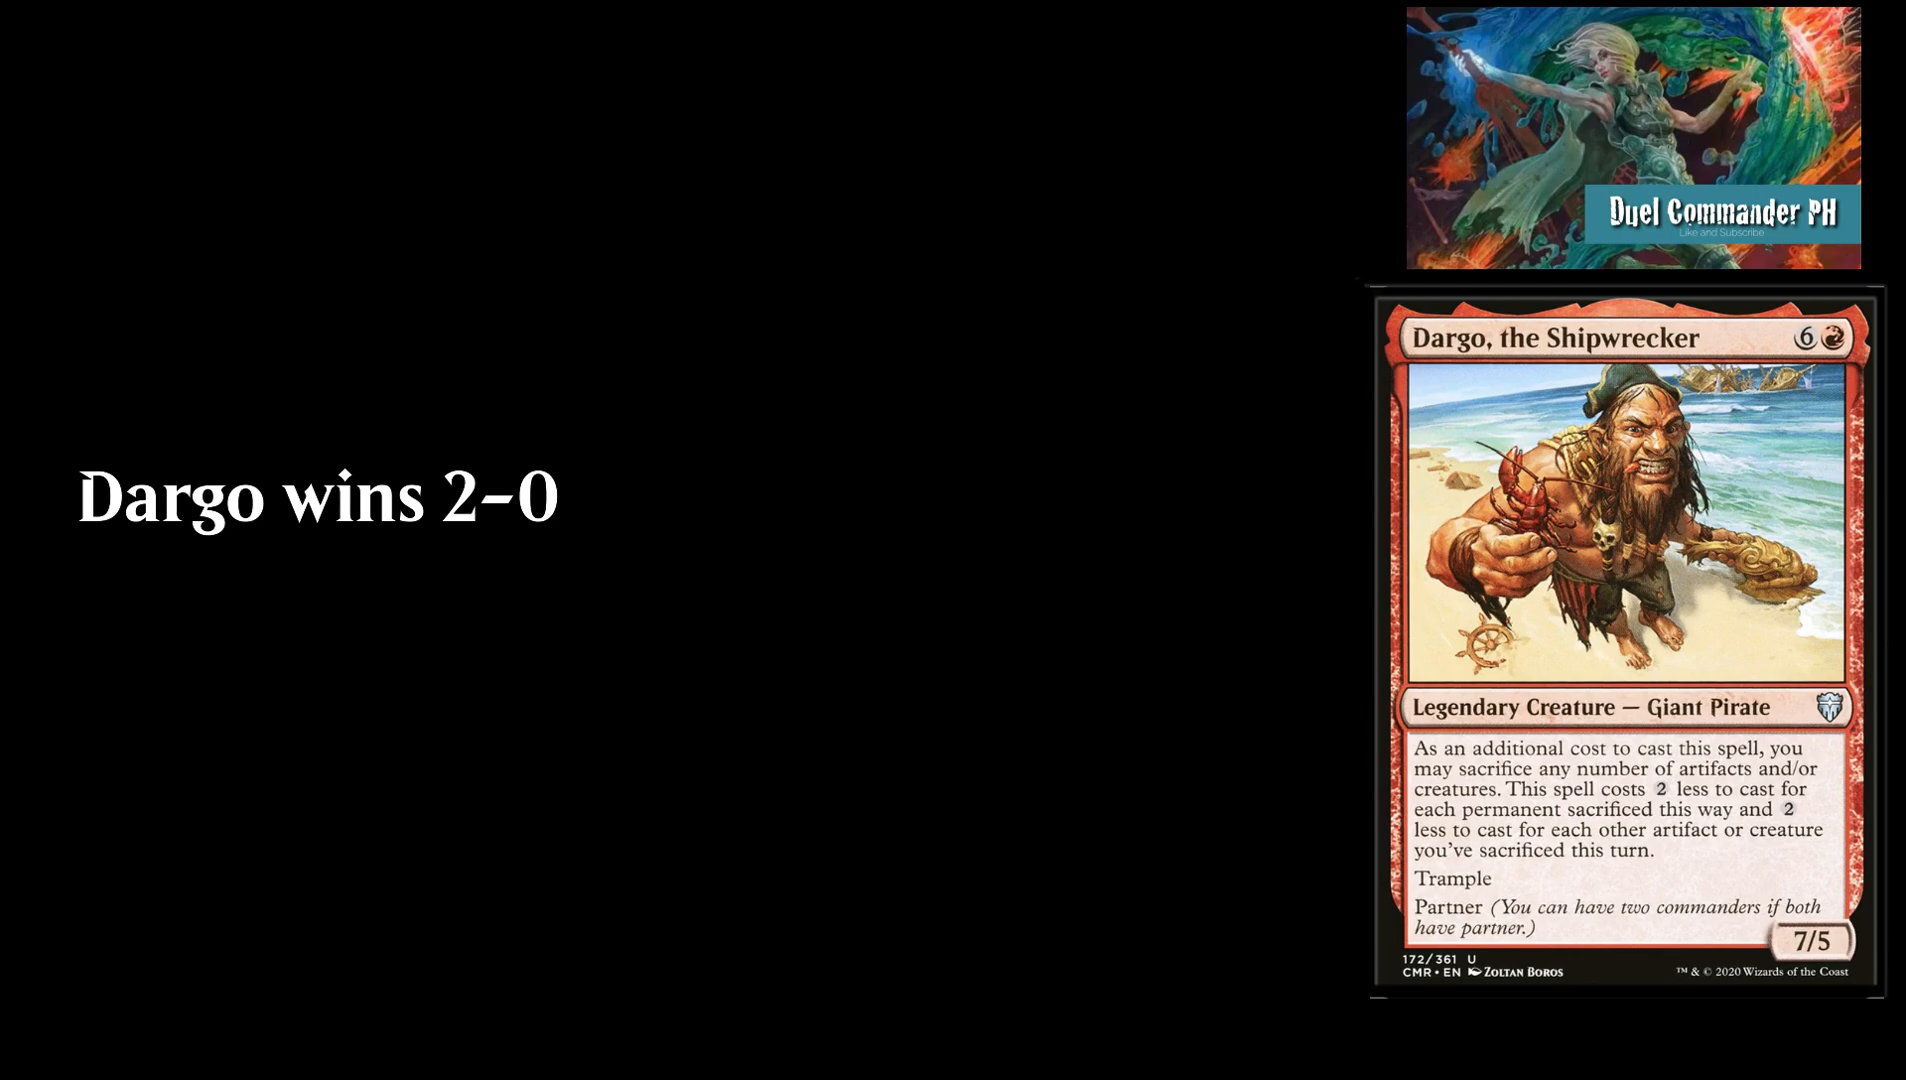 Duel Commander PH
Like and Subscribe
Dargo wins 2-0
Dargo, the Shipwrecker 6
Legendary Creature — Giant Pirate
As an additional cost to cast this spell, you
may sacrifice any number of artifacts and/or
creatures. This spell costs 2 less to cast for
each permanent sacrificed this way and 2
less to cast for each other artifact or creature
you've sacrificed this turn.
Trample
Partner (You can have two commanders if both
have partner.)
7/5
172/361 U
CMR • EN Zoltan Boros
™ & © 2020 Wizards of the Coast